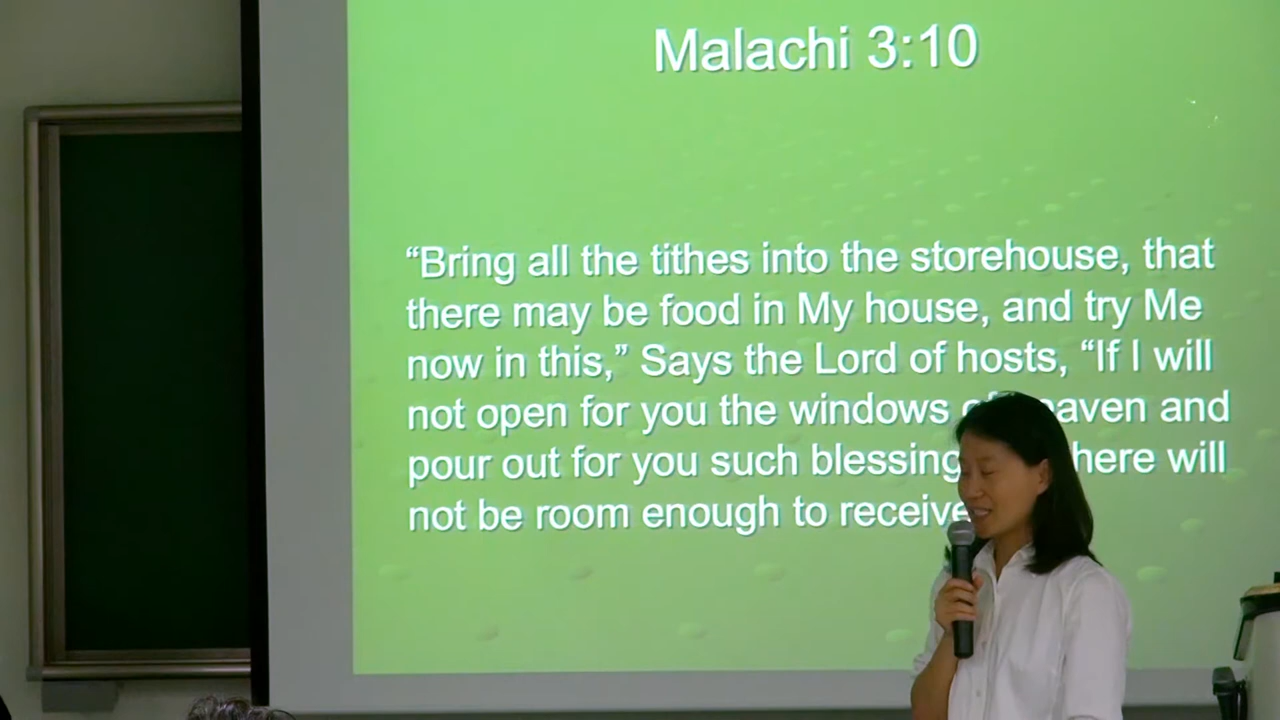 Malachi 3:10
“Bring all the tithes into the storehouse, that
there may be food in My house, and try Me
now in this,” Says the Lord of hosts, “If I will
not open for you the windows and
pour out for you such blessing will
not be room enough to receive